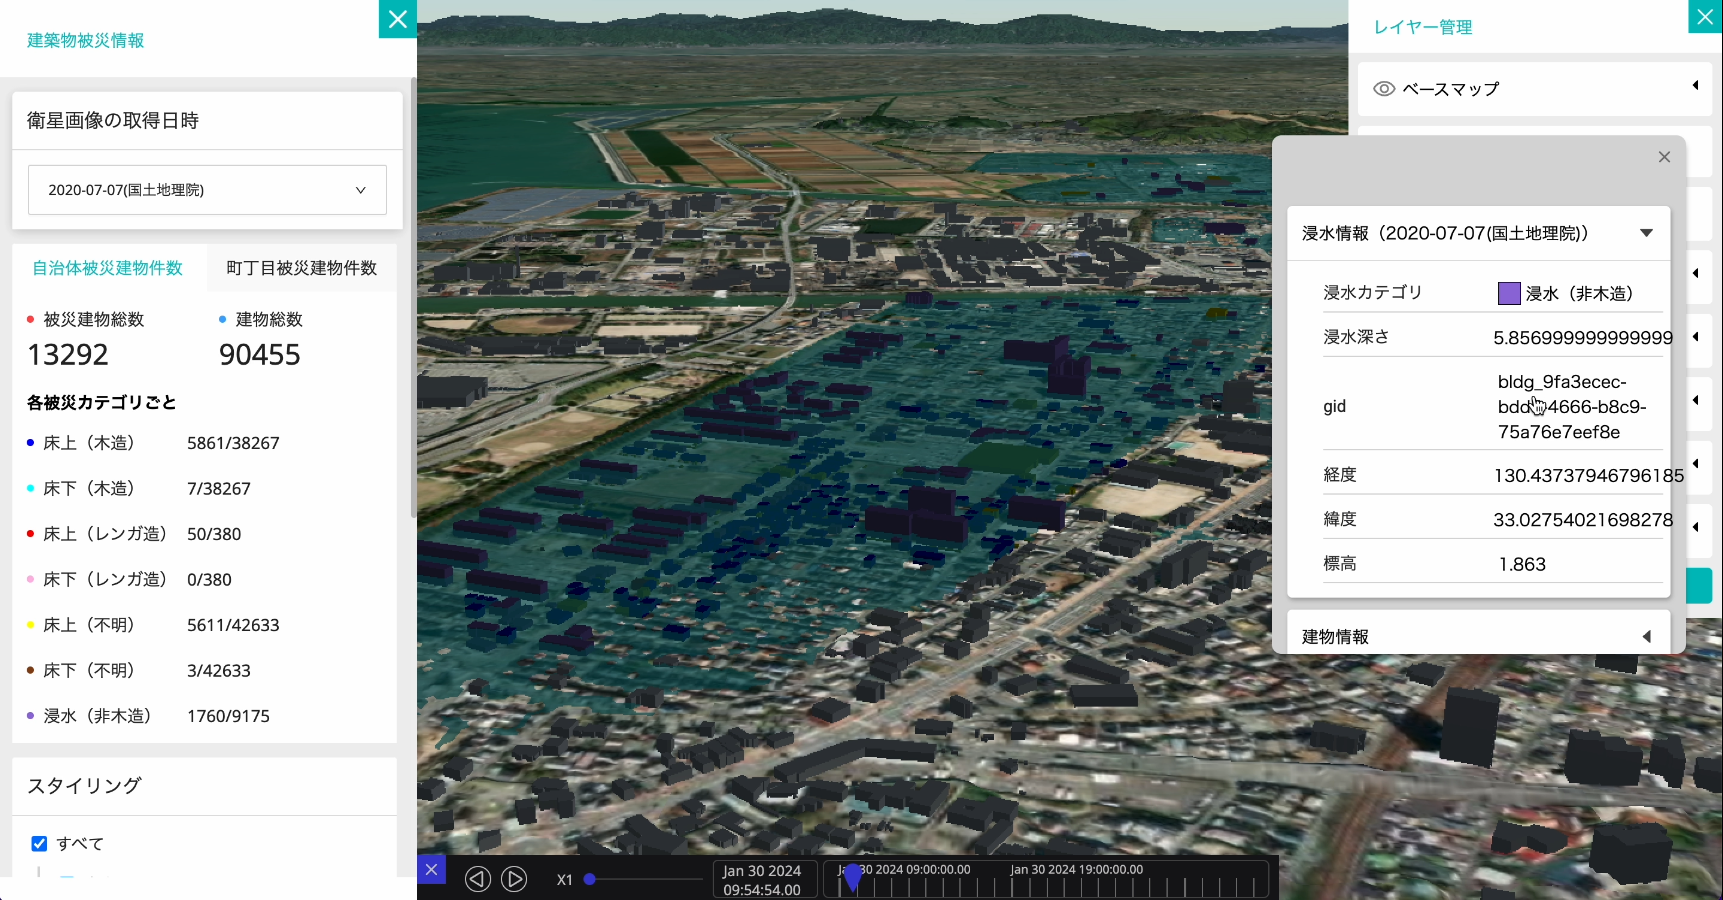 建築物被災情報
衛星画像の取得日時
2020-07-07(国土地理院)
自治体被災建物件数
町丁目被災建物件数
被災建物総数
建物総数
13292
90455
各被災カテゴリごと
床上（木造） 5861/38267
床下（木造） 7/38267
床上（レンガ造） 50/380
床下（レンガ造） 0/380
床上（不明） 5611/42633
床下（不明） 3/42633
浸水（非木造） 1760/9175
スタイリング
すべて
X1
Jan 30 2024
09:54:54.00
30 2024 09:00:00.00
Jan 30 2024 19:00:00.00
レイヤー管理
ベースマップ
浸水情報（2020-07-07(国土地理院)）
浸水カテゴリ 浸水（非木造）
浸水深さ 5.856999999999999
gid
bldg_9fa3ecec-
4666-b8c9-
75a76e7eef8e
経度 130.43737946796185
緯度 33.02754021698278
標高 1.863
建物情報